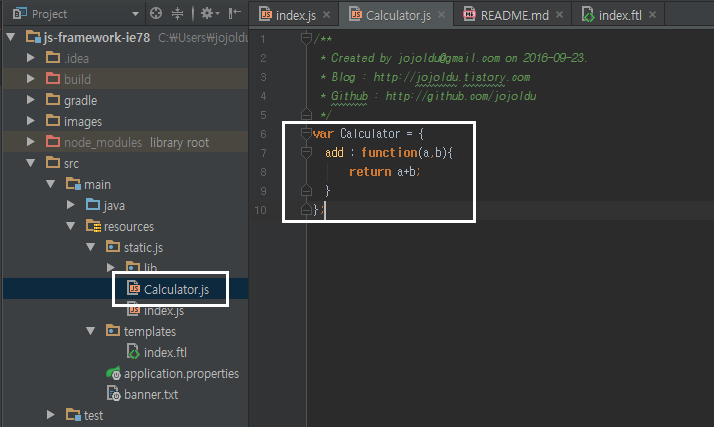 Project
index.js
Calculator.js
README.md
index.ftl
js-framework-ie78 C:₩Users₩jojoldu
.idea
build
gradle
images
node_modules library root
src
main
java
resources
static.js
lib
Calculator.js
index.js
templates
index.ftl
application.properties
banner.txt
test
1 /**
2 * Created by jojoldu@gmail.com on 2016-09-23.
3 * Blog : http://jojoldu.tistory.com
4 * Github : http://github.com/jojoldu
5 */
6 var Calculator = {
7 add : function(a,b){
8 return a+b;
9 }
10 };